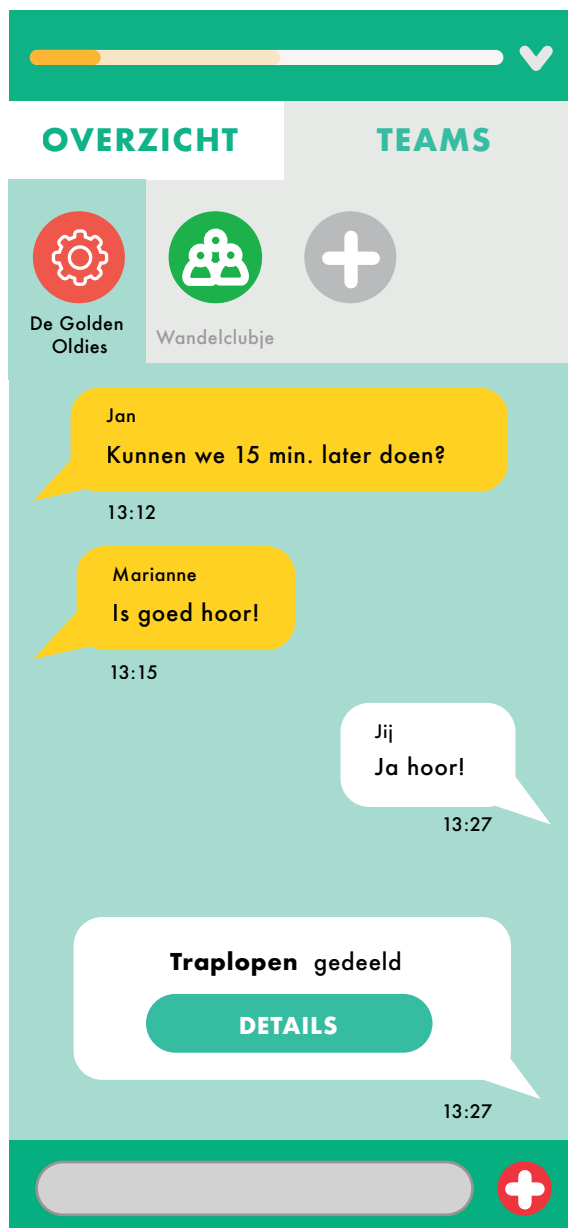 OVERZICHT
TEAMS
De Golden
Oldies
Wandelclubje
Jan
Kunnen we 15 min. later doen?
13:12
Marianne
Is goed hoor!
13:15
Jij
Ja hoor!
13:27
Traplopen gedeeld
DETAILS
13:27